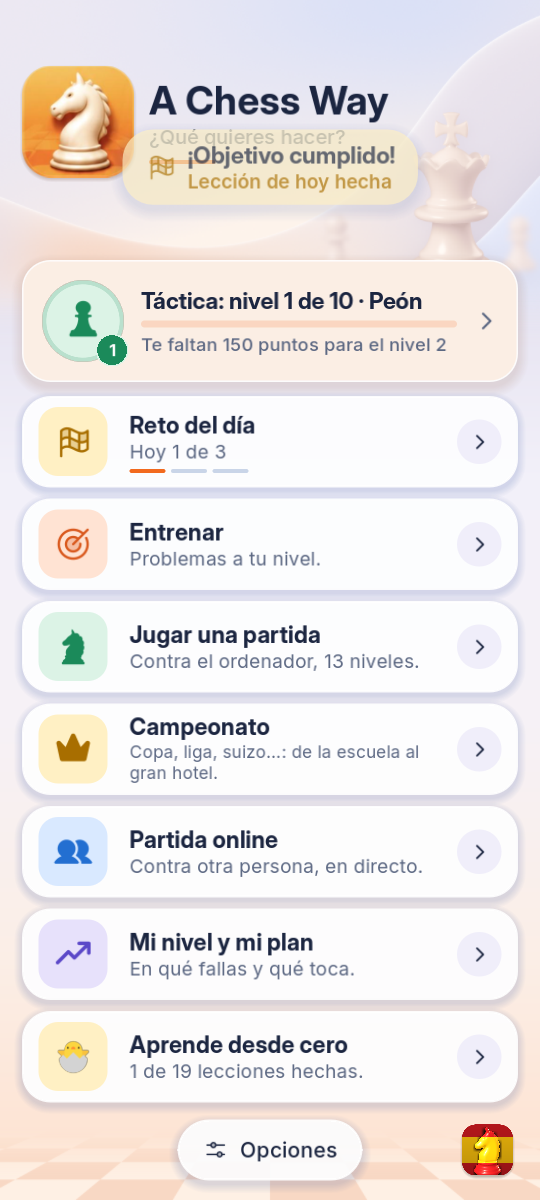 A Chess Way
¿Qué quieres hacer?
¡Objetivo cumplido!
Lección de hoy hecha
Táctica: nivel 1 de 10 · Peón
1
Te faltan 150 puntos para el nivel 2
Reto del día
Hoy 1 de 3
Entrenar
Problemas a tu nivel.
Jugar una partida
Contra el ordenador, 13 niveles.
Campeonato
Copa, liga, suizo...: de la escuela al
gran hotel.
Partida online
Contra otra persona, en directo.
Mi nivel y mi plan
En qué fallas y qué toca.
Aprende desde cero
1 de 19 lecciones hechas.
Opciones